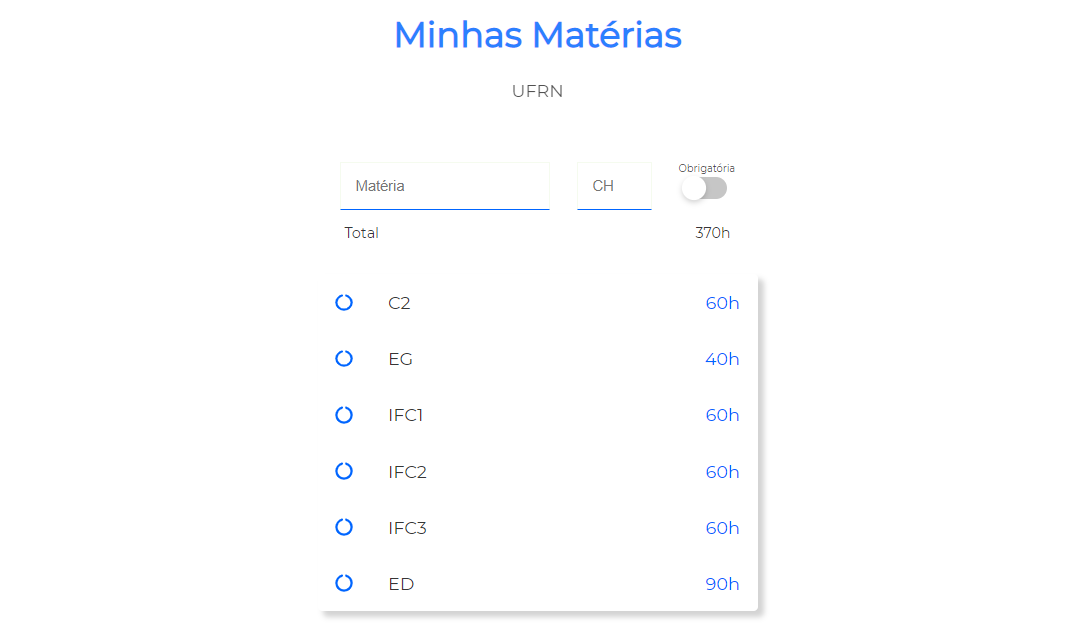 Minhas Matérias
UFRN
Obrigatória
Matéria CH
Total 370h
C2 60h
EG 40h
IFC1 60h
IFC2 60h
IFC3 60h
ED 90h